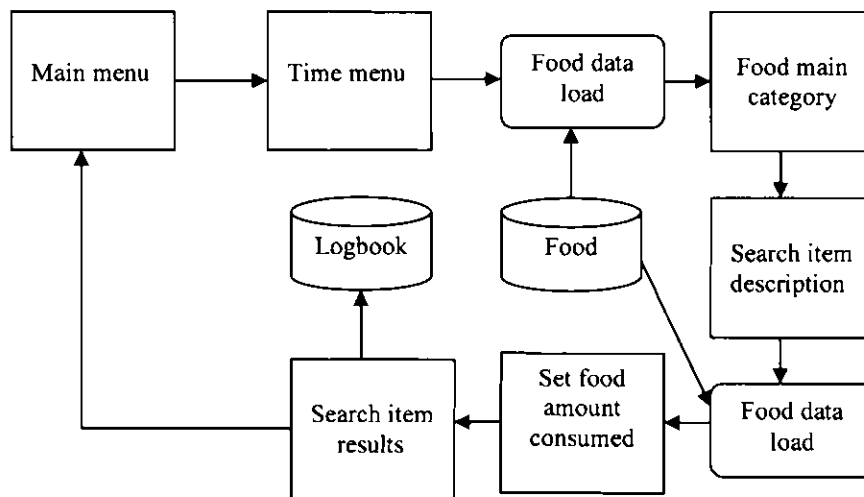 Main menu
Time menu
Food data
load
Food main
category
Logbook
Food
Search item
description
Search item
results
Set food
amount
consumed
Food data
load